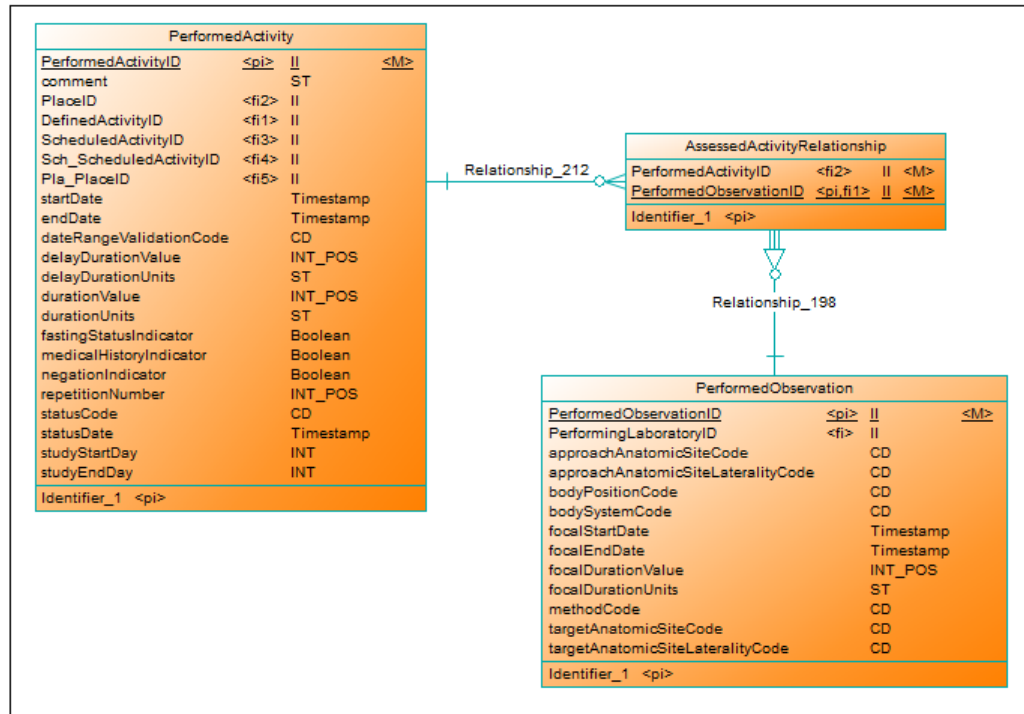 PerformedActivity
PerformedActivityID <pi> II <M>
comment ST
PlaceID <fi2> II
DefinedActivityID <fi1> II
ScheduledActivityID <fi3> II
Sch_ScheduledActivityID <fi4> II
Pla_PlaceID <fi5> II
startDate Timestamp
endDate Timestamp
dateRangeValidationCode CD
delayDurationValue INT_POS
delayDurationUnits ST
durationValue INT_POS
durationUnits ST
fastingStatusIndicator Boolean
medicalHistoryIndicator Boolean
negationIndicator Boolean
repetitionNumber INT_POS
statusCode CD
statusDate Timestamp
studyStartDay INT
studyEndDay INT
Identifier_1 <pi>
Relationship_212
AssessedActivityRelationship
PerformedActivityID <fi2> II <M>
PerformedObservationID <pi,fi1> II <M>
Identifier_1 <pi>
Relationship_198
PerformedObservation
PerformedObservationID <pi> II <M>
PerformingLaboratoryID <fi> II
approachAnatomicSiteCode CD
approachAnatomicSiteLateralityCode CD
bodyPositionCode CD
bodySystemCode CD
focalStartDate Timestamp
focalEndDate Timestamp
focalDurationValue INT_POS
focalDurationUnits ST
methodCode CD
targetAnatomicSiteCode CD
targetAnatomicSiteLateralityCode CD
Identifier_1 <pi>